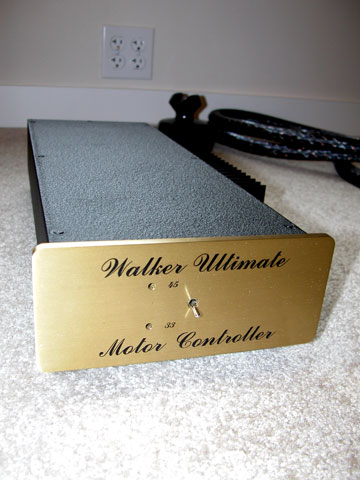 Walker Ultimate
45
33
Motor Controller